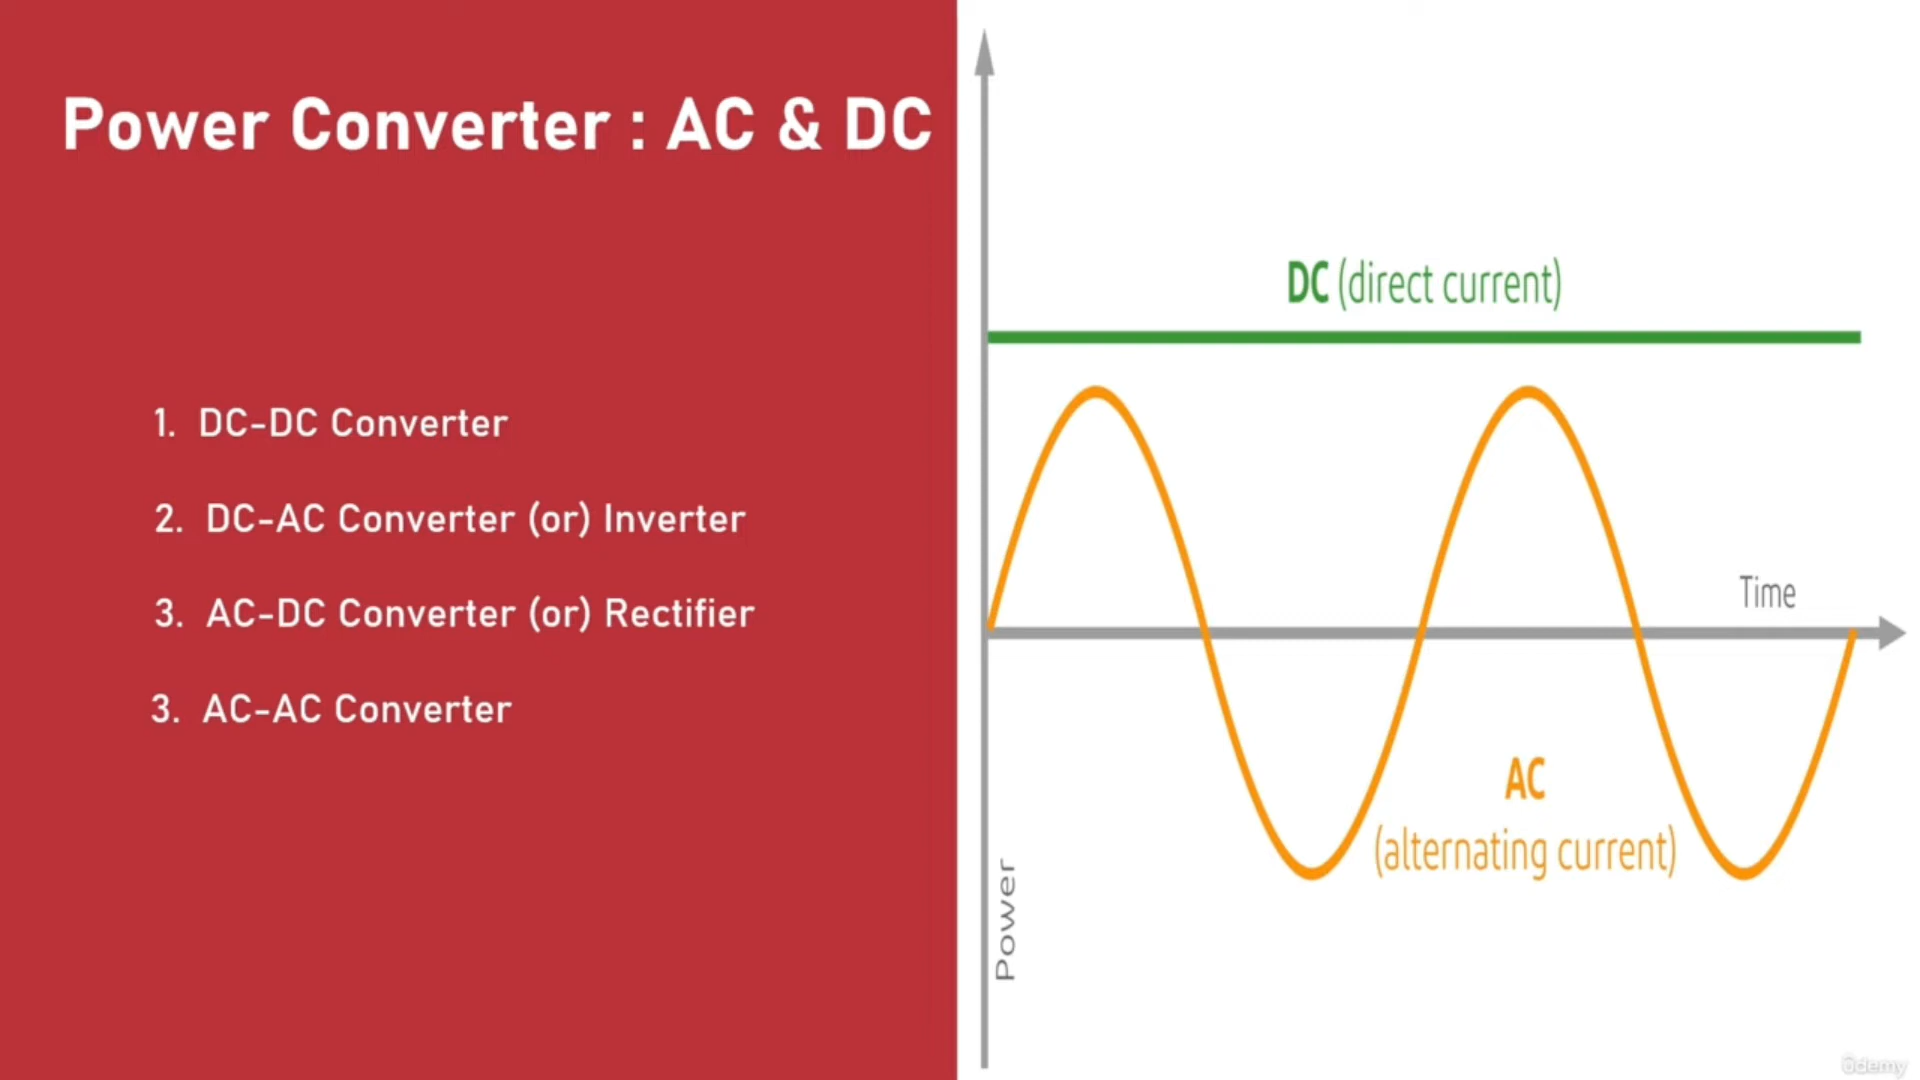 Power Converter : AC & DC
1. DC-DC Converter
2. DC-AC Converter (or) Inverter
3. AC-DC Converter (or) Rectifier
3. AC-AC Converter
DC (direct current)
Time
AC
(alternating current)
Power
ûdemy